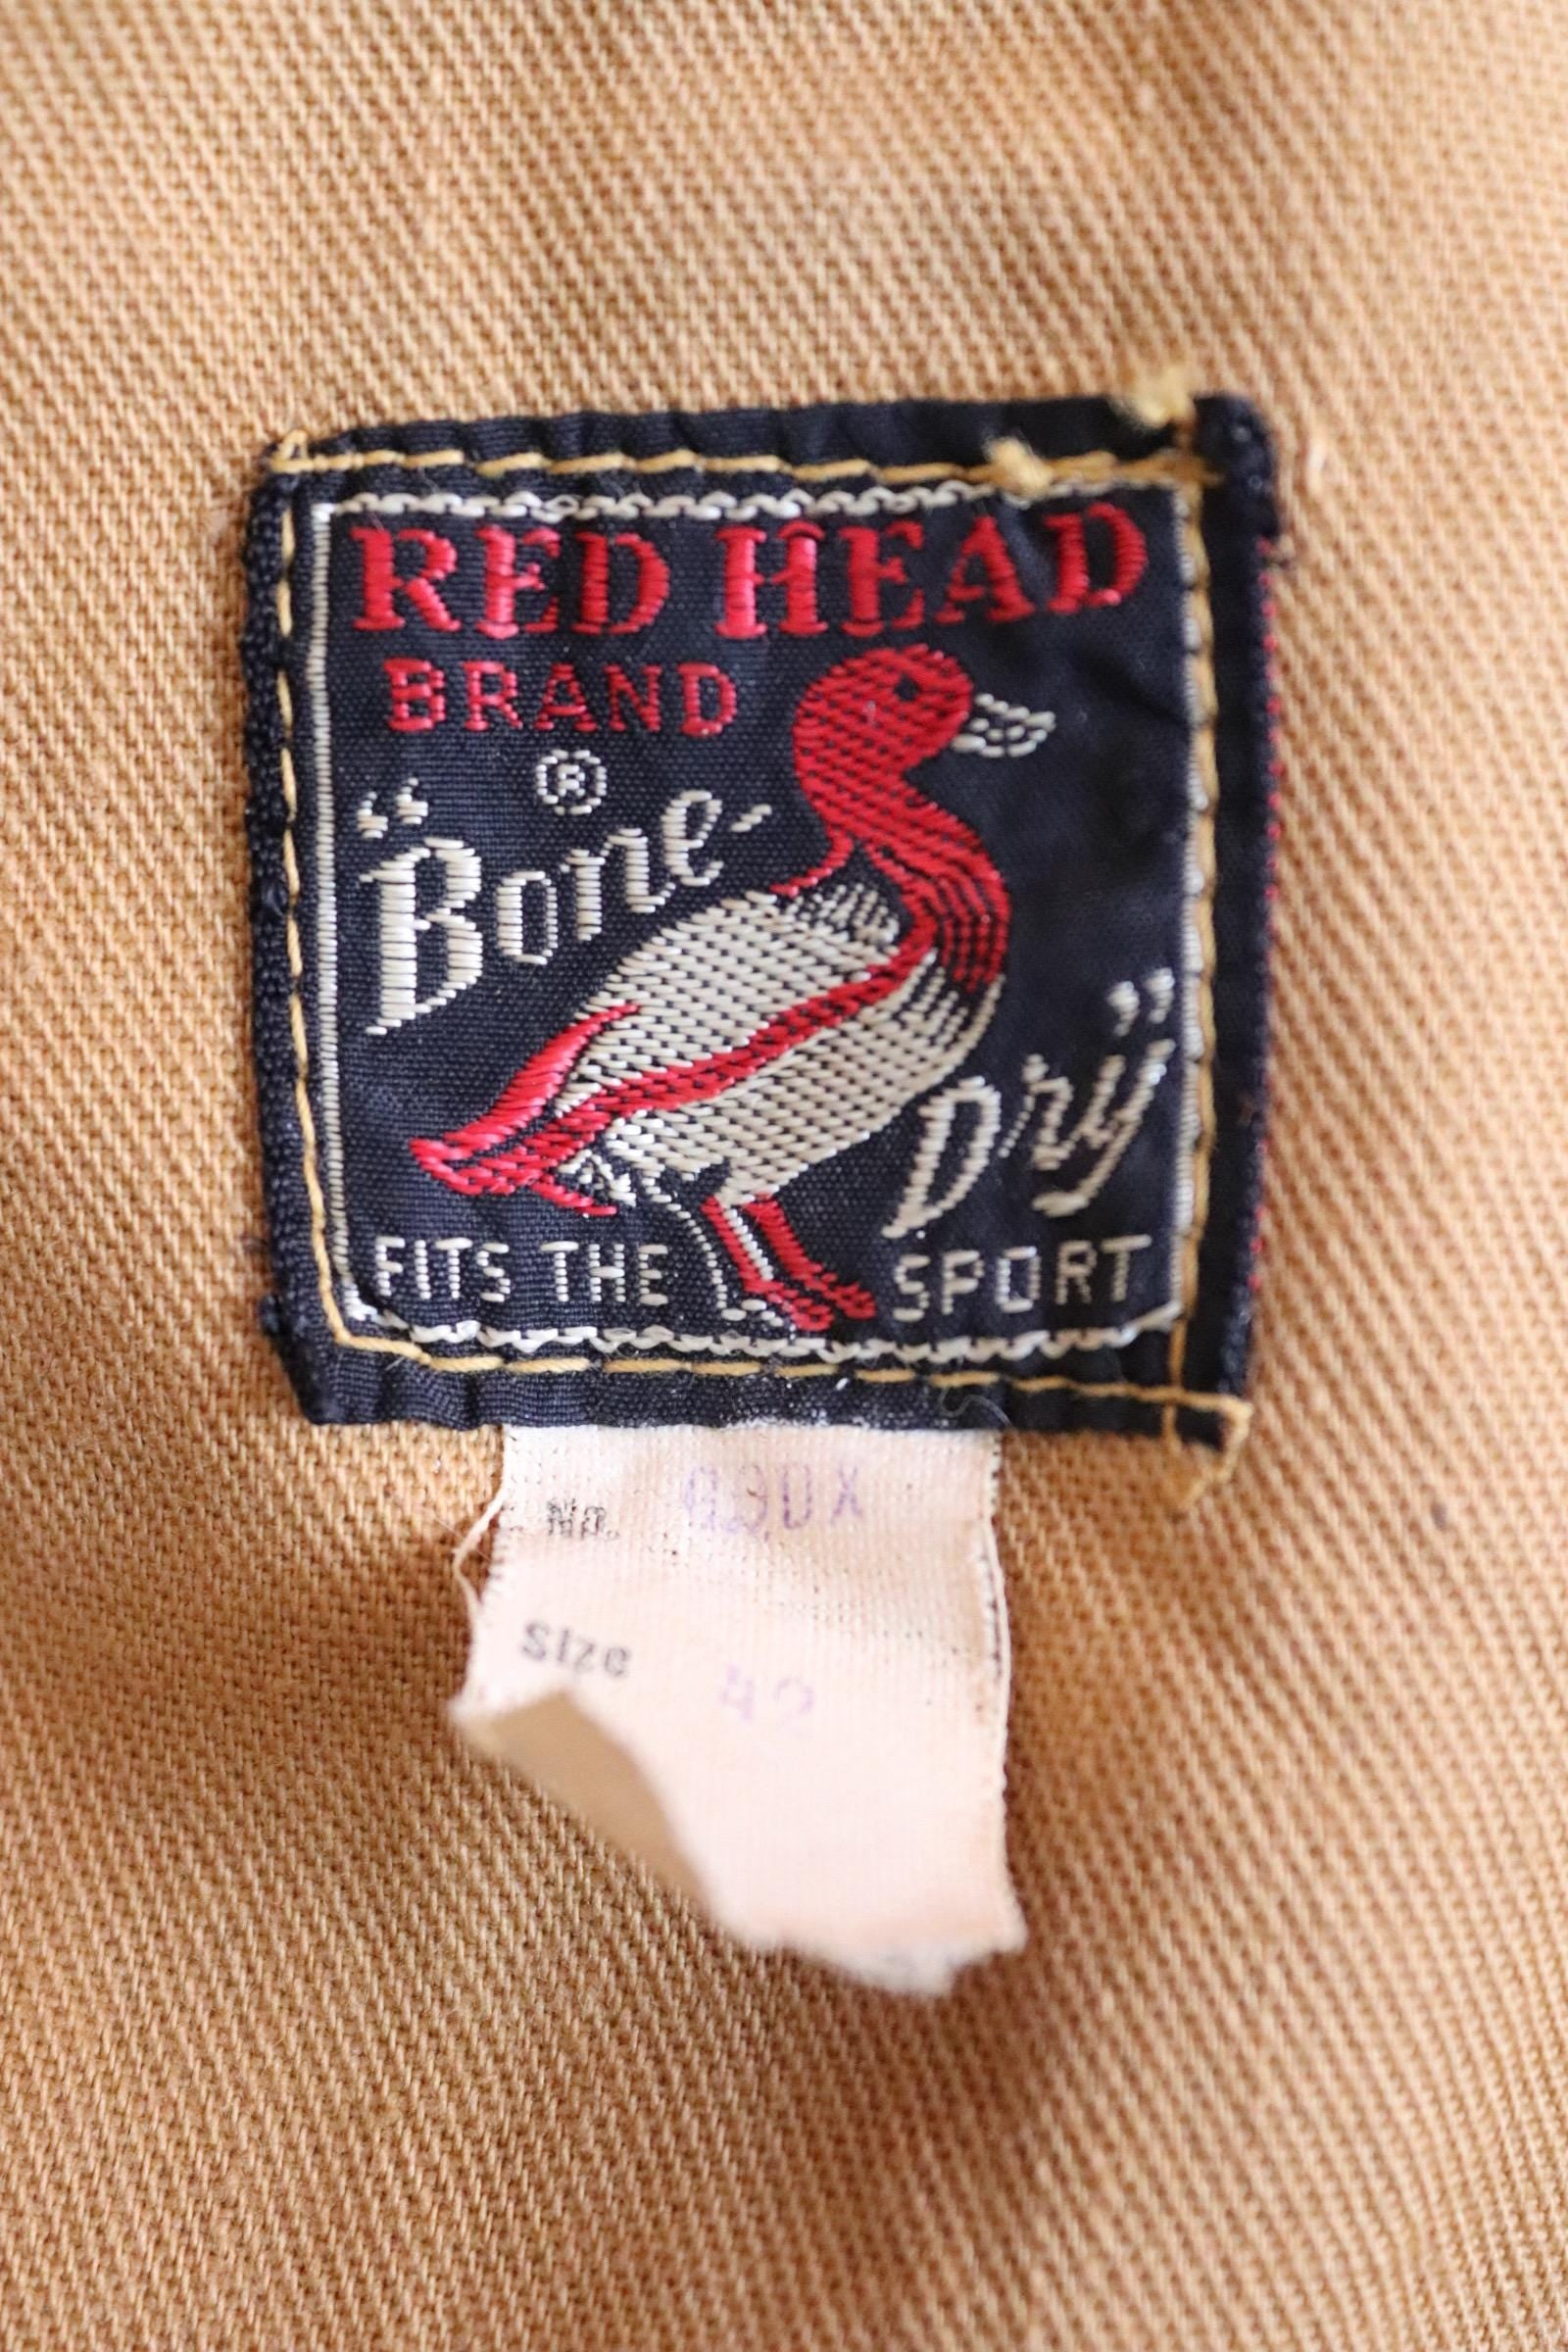 RED HEAD
BRAND
®
“Bone-
Dry”
FITS THE SPORT
No.
Size 42